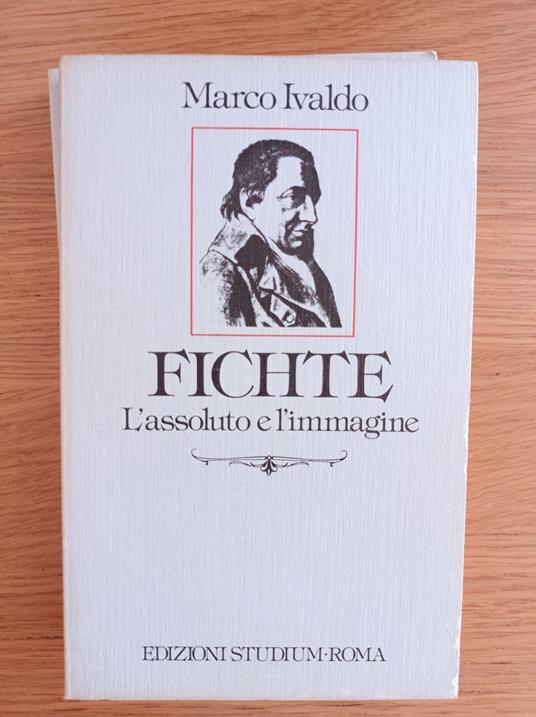 Marco Ivaldo
FICHTE
L'assoluto e l'immagine
EDIZIONI STUDIUM·ROMA